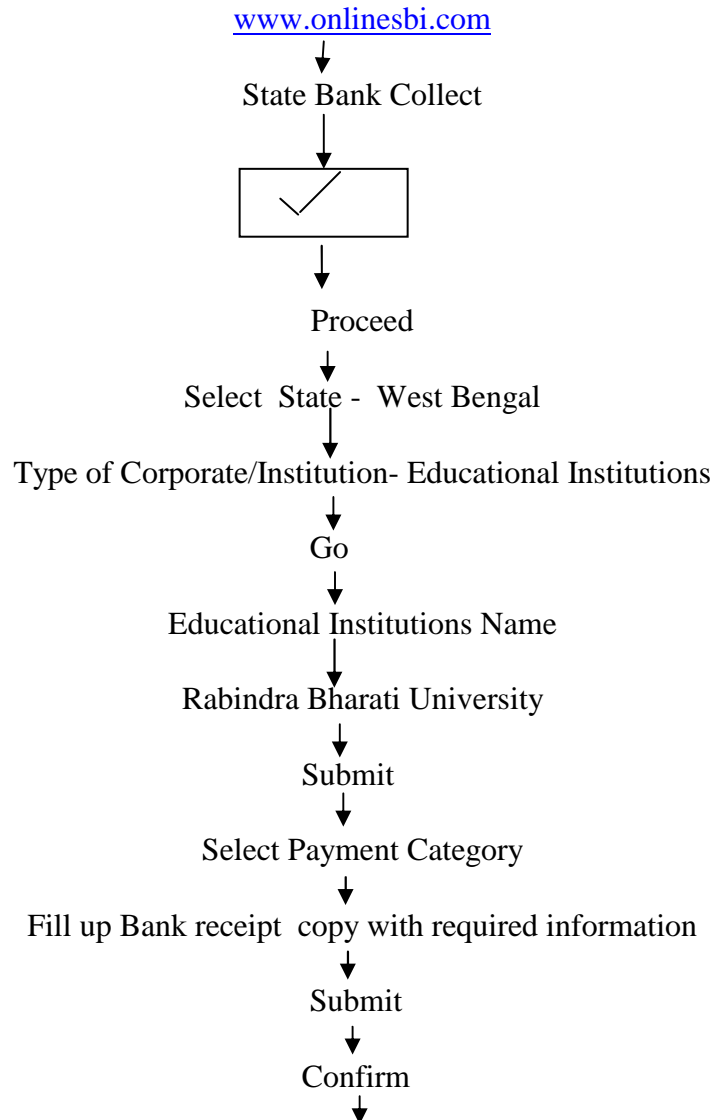 www.onlinesbi.com
State Bank Collect
Proceed
Select State - West Bengal
Type of Corporate/Institution- Educational Institutions
Go
Educational Institutions Name
Rabindra Bharati University
Submit
Select Payment Category
Fill up Bank receipt copy with required information
Submit
Confirm